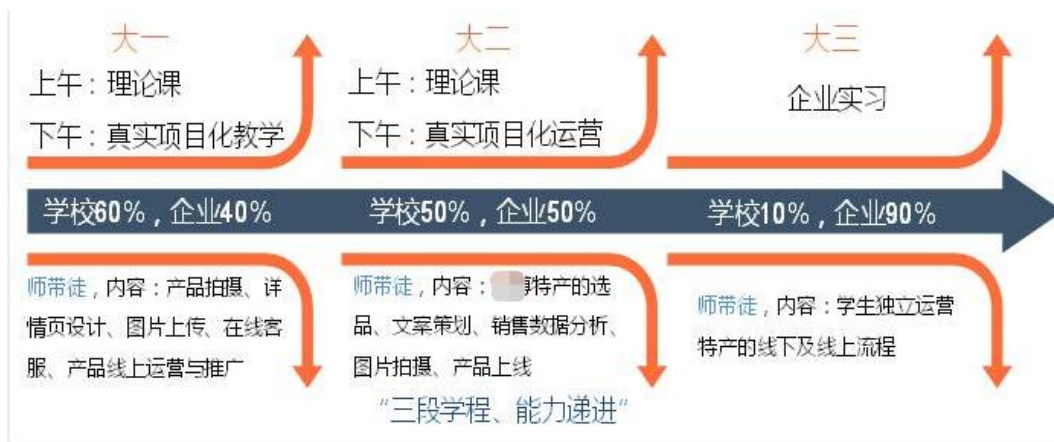 大一
上午：理论课
下午：真实项目化教学
大二
上午：理论课
下午：真实项目化运营
大三
企业实习
学校60%，企业40%
学校50%，企业50%
学校10%，企业90%
师带徒，内容：产品拍摄、详
情页设计、图片上传、在线客
服、产品线上运营与推广
师带徒，内容：特产的选
品、文案策划、销售数据分析、
图片拍摄、产品上线
师带徒，内容：学生独立运营
特产的线下及线上流程
“三段学程、能力递进”